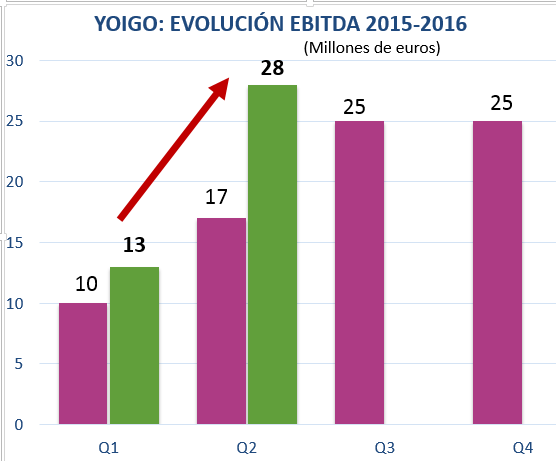 YOIGO: EVOLUCIÓN EBITDA 2015-2016
(Millones de euros)
30
25
20
15
10
5
0
10
13
17
28
25
25
Q1
Q2
Q3
Q4